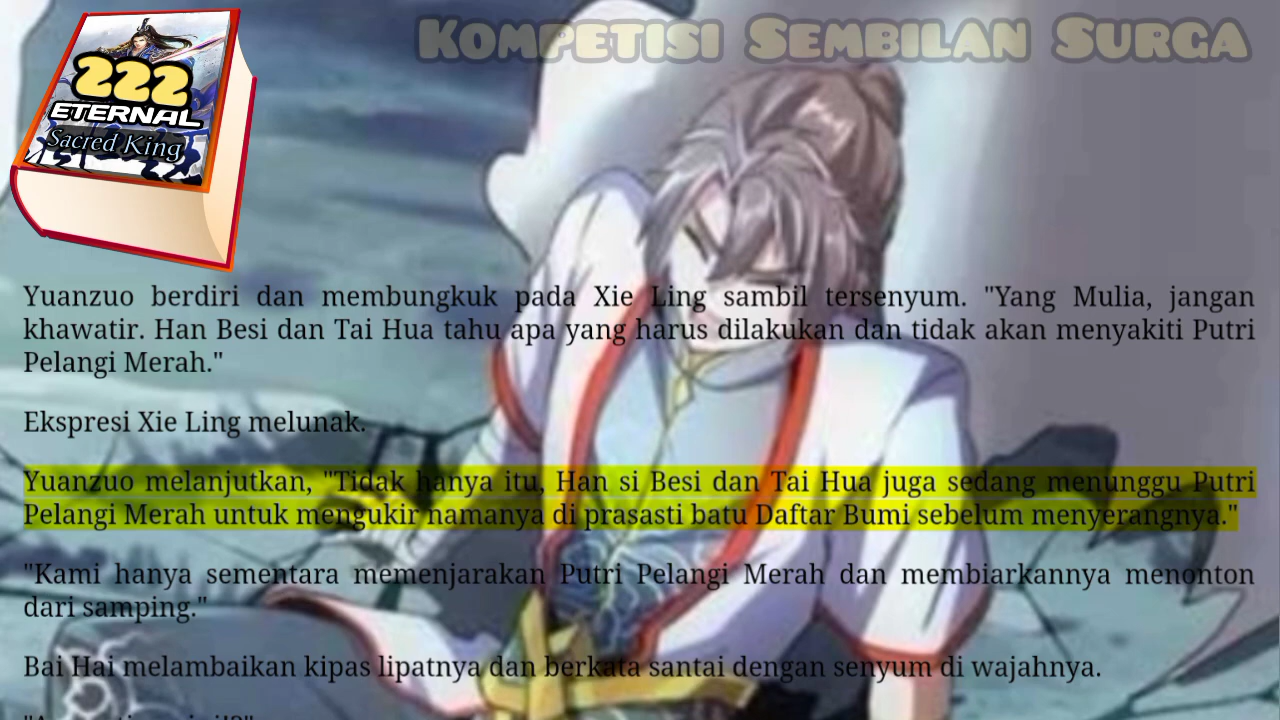 Kompetisi Sembilan Surga
222
ETERNAL
Sacred King
Yuanzuo berdiri dan membungkuk pada Xie Ling sambil tersenyum. "Yang Mulia, jangan
khawatir. Han Besi dan Tai Hua tahu apa yang harus dilakukan dan tidak akan menyakiti Putri
Pelangi Merah."
Ekspresi Xie Ling melunak.
Yuanzuo melanjutkan, "Tidak hanya itu, Han si Besi dan Tai Hua juga sedang menunggu Putri
Pelangi Merah untuk mengukir namanya di prasasti batu Daftar Bumi sebelum menyerangnya."
"Kami hanya sementara memenjarakan Putri Pelangi Merah dan membiarkannya menonton
dari samping."
Bai Hai melambaikan kipas lipatnya dan berkata santai dengan senyum di wajahnya.